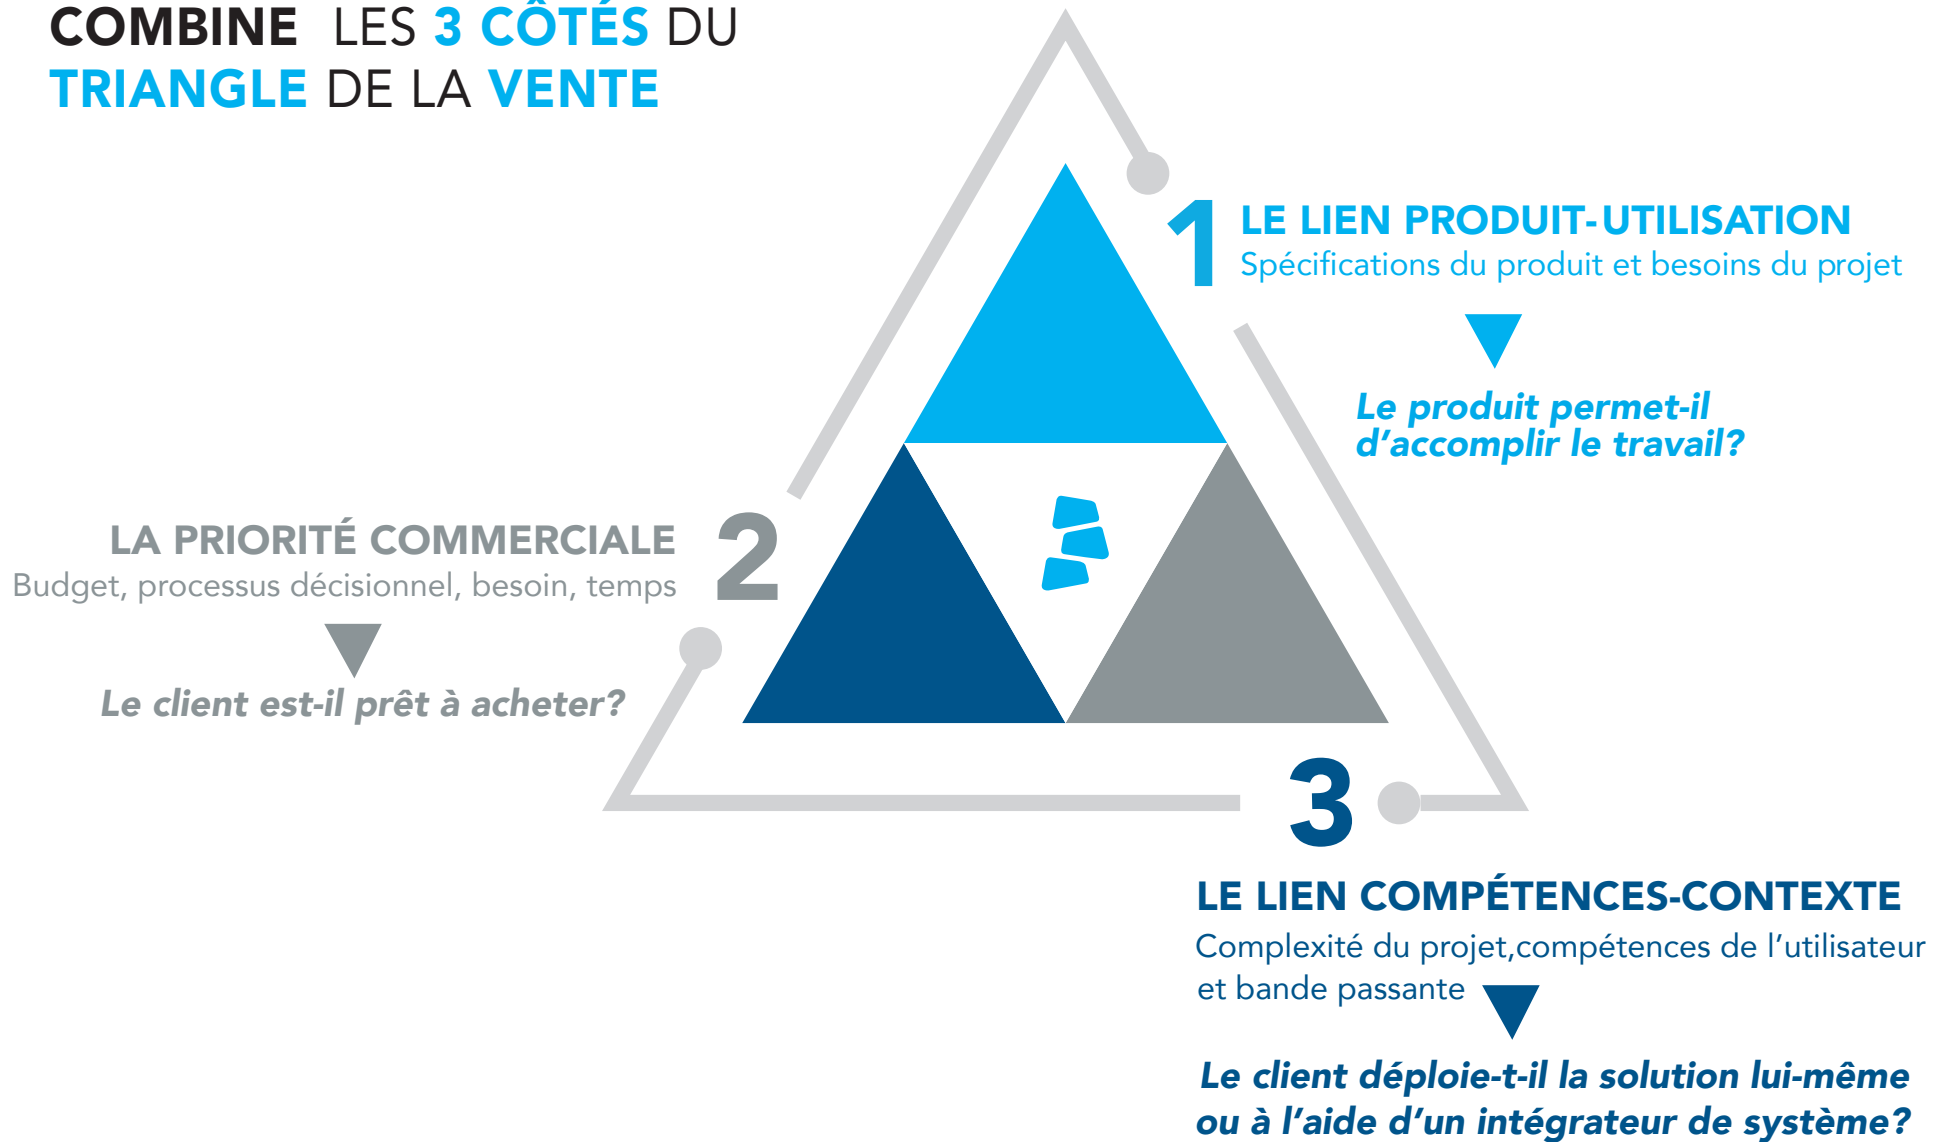 COMBINE LES 3 CÔTÉS DU
TRIANGLE DE LA VENTE
1
LE LIEN PRODUIT-UTILISATION
Spécifications du produit et besoins du projet
Le produit permet-il
d’accomplir le travail?
2
LA PRIORITÉ COMMERCIALE
Budget, processus décisionnel, besoin, temps
Le client est-il prêt à acheter?
3
LE LIEN COMPÉTENCES-CONTEXTE
Complexité du projet,compétences de l’utilisateur
et bande passante
Le client déploie-t-il la solution lui-même
ou à l’aide d’un intégrateur de système?